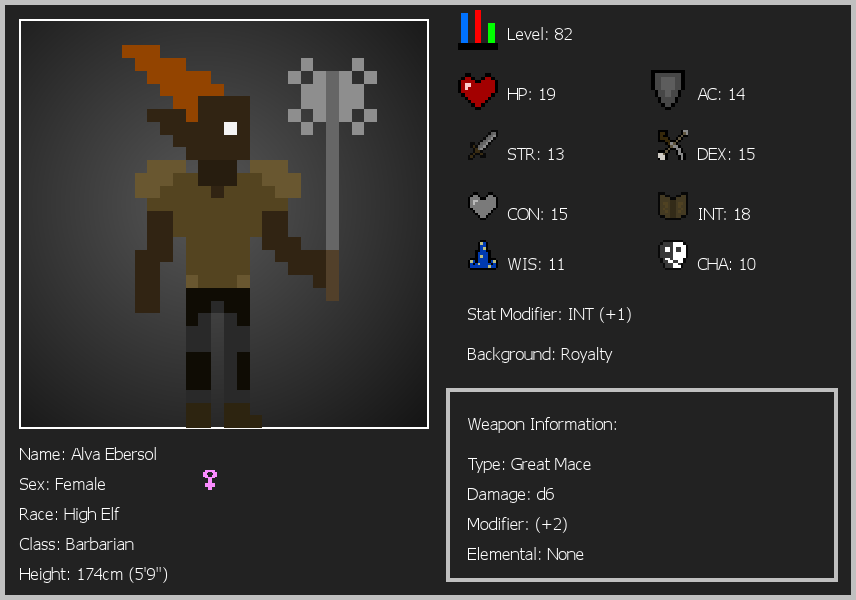 Level: 82
HP: 19
AC: 14
STR: 13
DEX: 15
CON: 15
INT: 18
WIS: 11
CHA: 10
Stat Modifier: INT (+1)
Background: Royalty
Weapon Information:
Type: Great Mace
Damage: d6
Modifier: (+2)
Elemental: None
Name: Alva Ebersol
Sex: Female
Race: High Elf
Class: Barbarian
Height: 174cm (5'9")